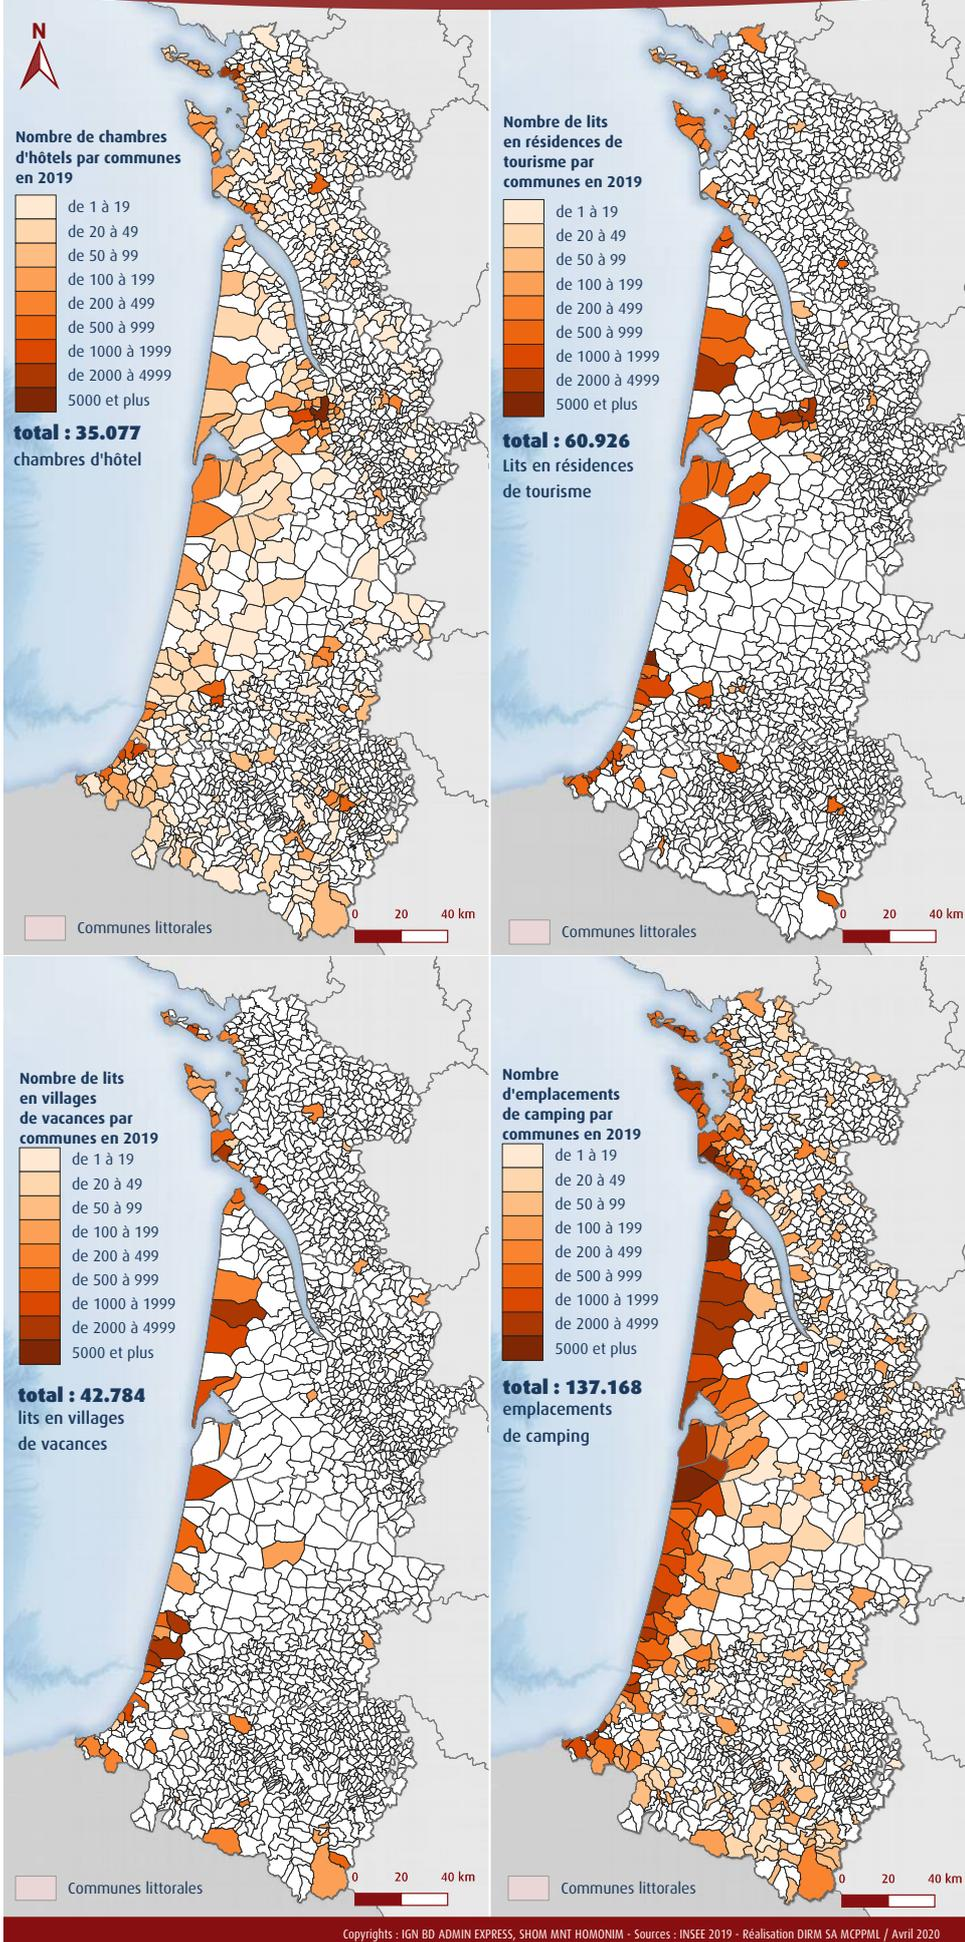 N
Nombre de chambres
d'hôtels par communes
en 2019
de 1 à 19
de 20 à 49
de 50 à 99
de 100 à 199
de 200 à 499
de 500 à 999
de 1000 à 1999
de 2000 à 4999
5000 et plus
total : 35.077
chambres d'hôtel
Communes littorales
0 20 40 km
Nombre de lits
en résidences de
tourisme par
communes en 2019
de 1 à 19
de 20 à 49
de 50 à 99
de 100 à 199
de 200 à 499
de 500 à 999
de 1000 à 1999
de 2000 à 4999
5000 et plus
total : 60.926
Lits en résidences
de tourisme
Communes littorales
0 20 40 km
Nombre de lits
en villages
de vacances par
communes en 2019
de 1 à 19
de 20 à 49
de 50 à 99
de 100 à 199
de 200 à 499
de 500 à 999
de 1000 à 1999
de 2000 à 4999
5000 et plus
total : 42.784
lits en villages
de vacances
Communes littorales
0 20 40 km
Nombre
d'emplacements
de camping par
communes en 2019
de 1 à 19
de 20 à 49
de 50 à 99
de 100 à 199
de 200 à 499
de 500 à 999
de 1000 à 1999
de 2000 à 4999
5000 et plus
total : 137.168
emplacements
de camping
Communes littorales
0 20 40 km
Copyrights : IGN BD ADMIN EXPRESS, SHOM MNT HOMONIM - Sources : INSEE 2019 - Réalisation DIRM SA MCPPML / Avril 2020